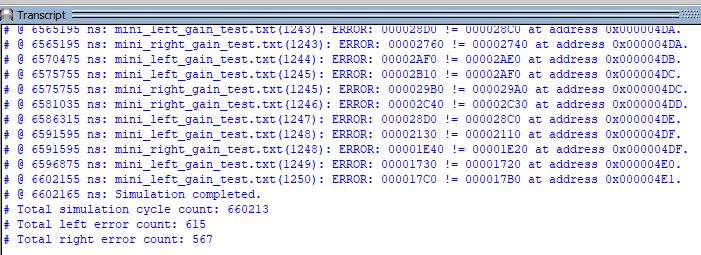 Transcript
# @ 6565195 ns: mini_left_gain_test.txt(1243): ERROR: 000028D0 != 000028C0 at address 0x000004DA.
# @ 6565195 ns: mini_right_gain_test.txt(1243): ERROR: 00002760 != 00002740 at address 0x000004DA.
# @ 6570475 ns: mini_left_gain_test.txt(1244): ERROR: 00002AF0 != 00002AE0 at address 0x000004DB.
# @ 6575755 ns: mini_left_gain_test.txt(1245): ERROR: 00002B10 != 00002AF0 at address 0x000004DC.
# @ 6575755 ns: mini_right_gain_test.txt(1245): ERROR: 000029B0 != 000029A0 at address 0x000004DC.
# @ 6581035 ns: mini_right_gain_test.txt(1246): ERROR: 00002C40 != 00002C30 at address 0x000004DD.
# @ 6586315 ns: mini_left_gain_test.txt(1247): ERROR: 000028D0 != 000028C0 at address 0x000004DE.
# @ 6591595 ns: mini_left_gain_test.txt(1248): ERROR: 00002130 != 00002110 at address 0x000004DF.
# @ 6591595 ns: mini_right_gain_test.txt(1248): ERROR: 00001E40 != 00001E20 at address 0x000004DF.
# @ 6596875 ns: mini_left_gain_test.txt(1249): ERROR: 00001730 != 00001720 at address 0x000004E0.
# @ 6602155 ns: mini_left_gain_test.txt(1250): ERROR: 000017C0 != 000017B0 at address 0x000004E1.
# @ 6602165 ns: Simulation completed.
# Total simulation cycle count: 660213
# Total left error count: 615
# Total right error count: 567